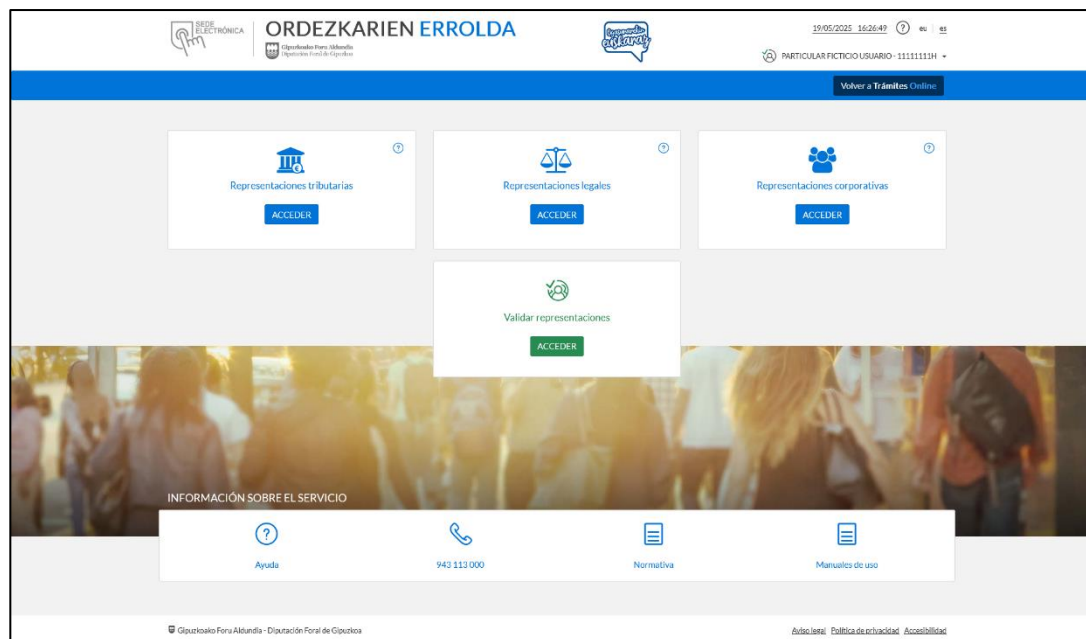 SEDE
ELECTRÓNICA
ORDEZKARIEN ERROLDA
Gipuzkoako Foru Aldundia
Diputación Foral de Gipuzkoa
euskaraz
19/05/2025 16:26:49 ? eu es
PARTICULAR FICTICIO USUARIO - 11111111H
Volver a Trámites Online
Representaciones tributarias
ACCEDER
Representaciones legales
ACCEDER
Representaciones corporativas
ACCEDER
Validar representaciones
ACCEDER
INFORMACIÓN SOBRE EL SERVICIO
Ayuda
943 113 000
Normativa
Manuales de uso
Gipuzkoako Foru Aldundia - Diputación Foral de Gipuzkoa
Aviso legal Política de privacidad Accesibilidad